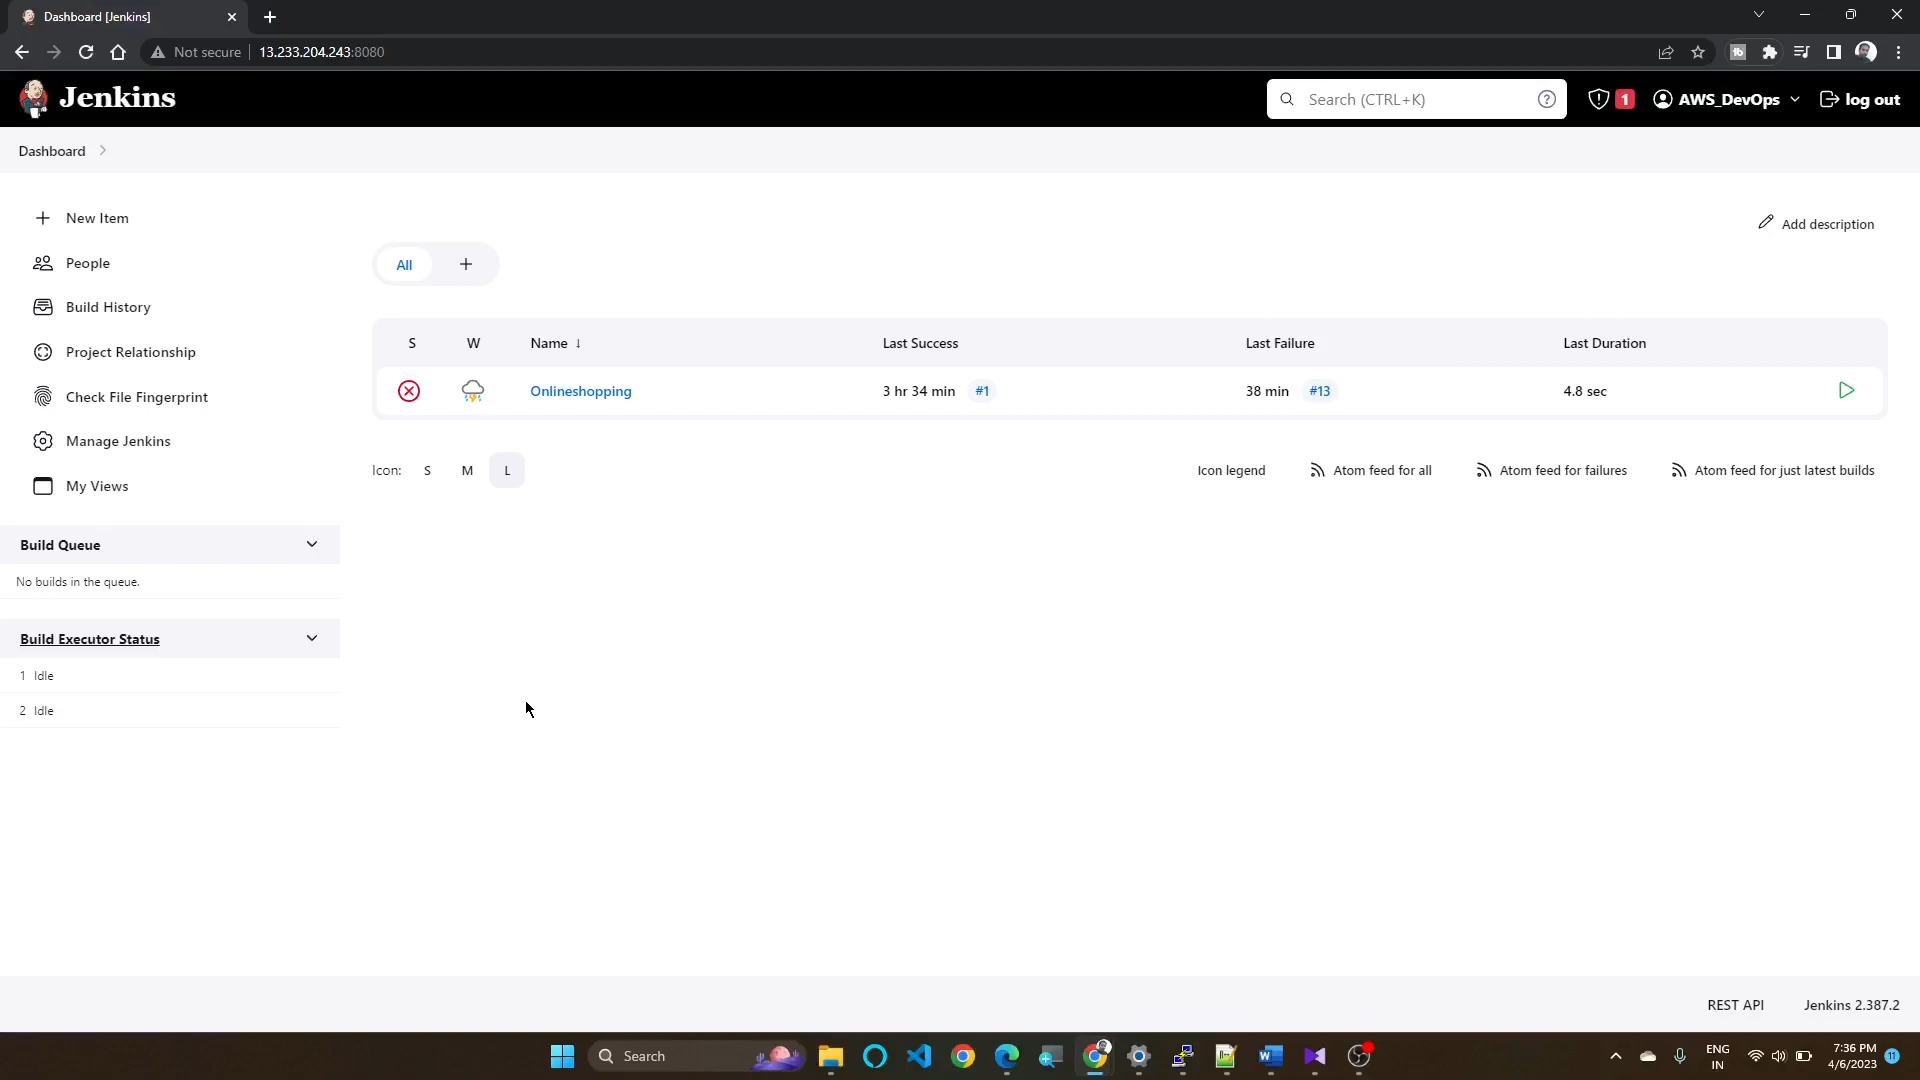 Dashboard [Jenkins]
Not secure
13.233.204.243:8080
Jenkins
Search (CTRL+K)
1
AWS_DevOps
log out
Dashboard
New Item
People
Build History
Project Relationship
Check File Fingerprint
Manage Jenkins
My Views
Build Queue
No builds in the queue.
Build Executor Status
1 Idle
2 Idle
Add description
All
S W Name ↓ Last Success Last Failure Last Duration
Onlineshopping 3 hr 34 min #1 38 min #13 4.8 sec
Icon: S M L
Icon legend Atom feed for all Atom feed for failures Atom feed for just latest builds
REST API Jenkins 2.387.2
Search
ENG
IN
7:36 PM
4/6/2023
11